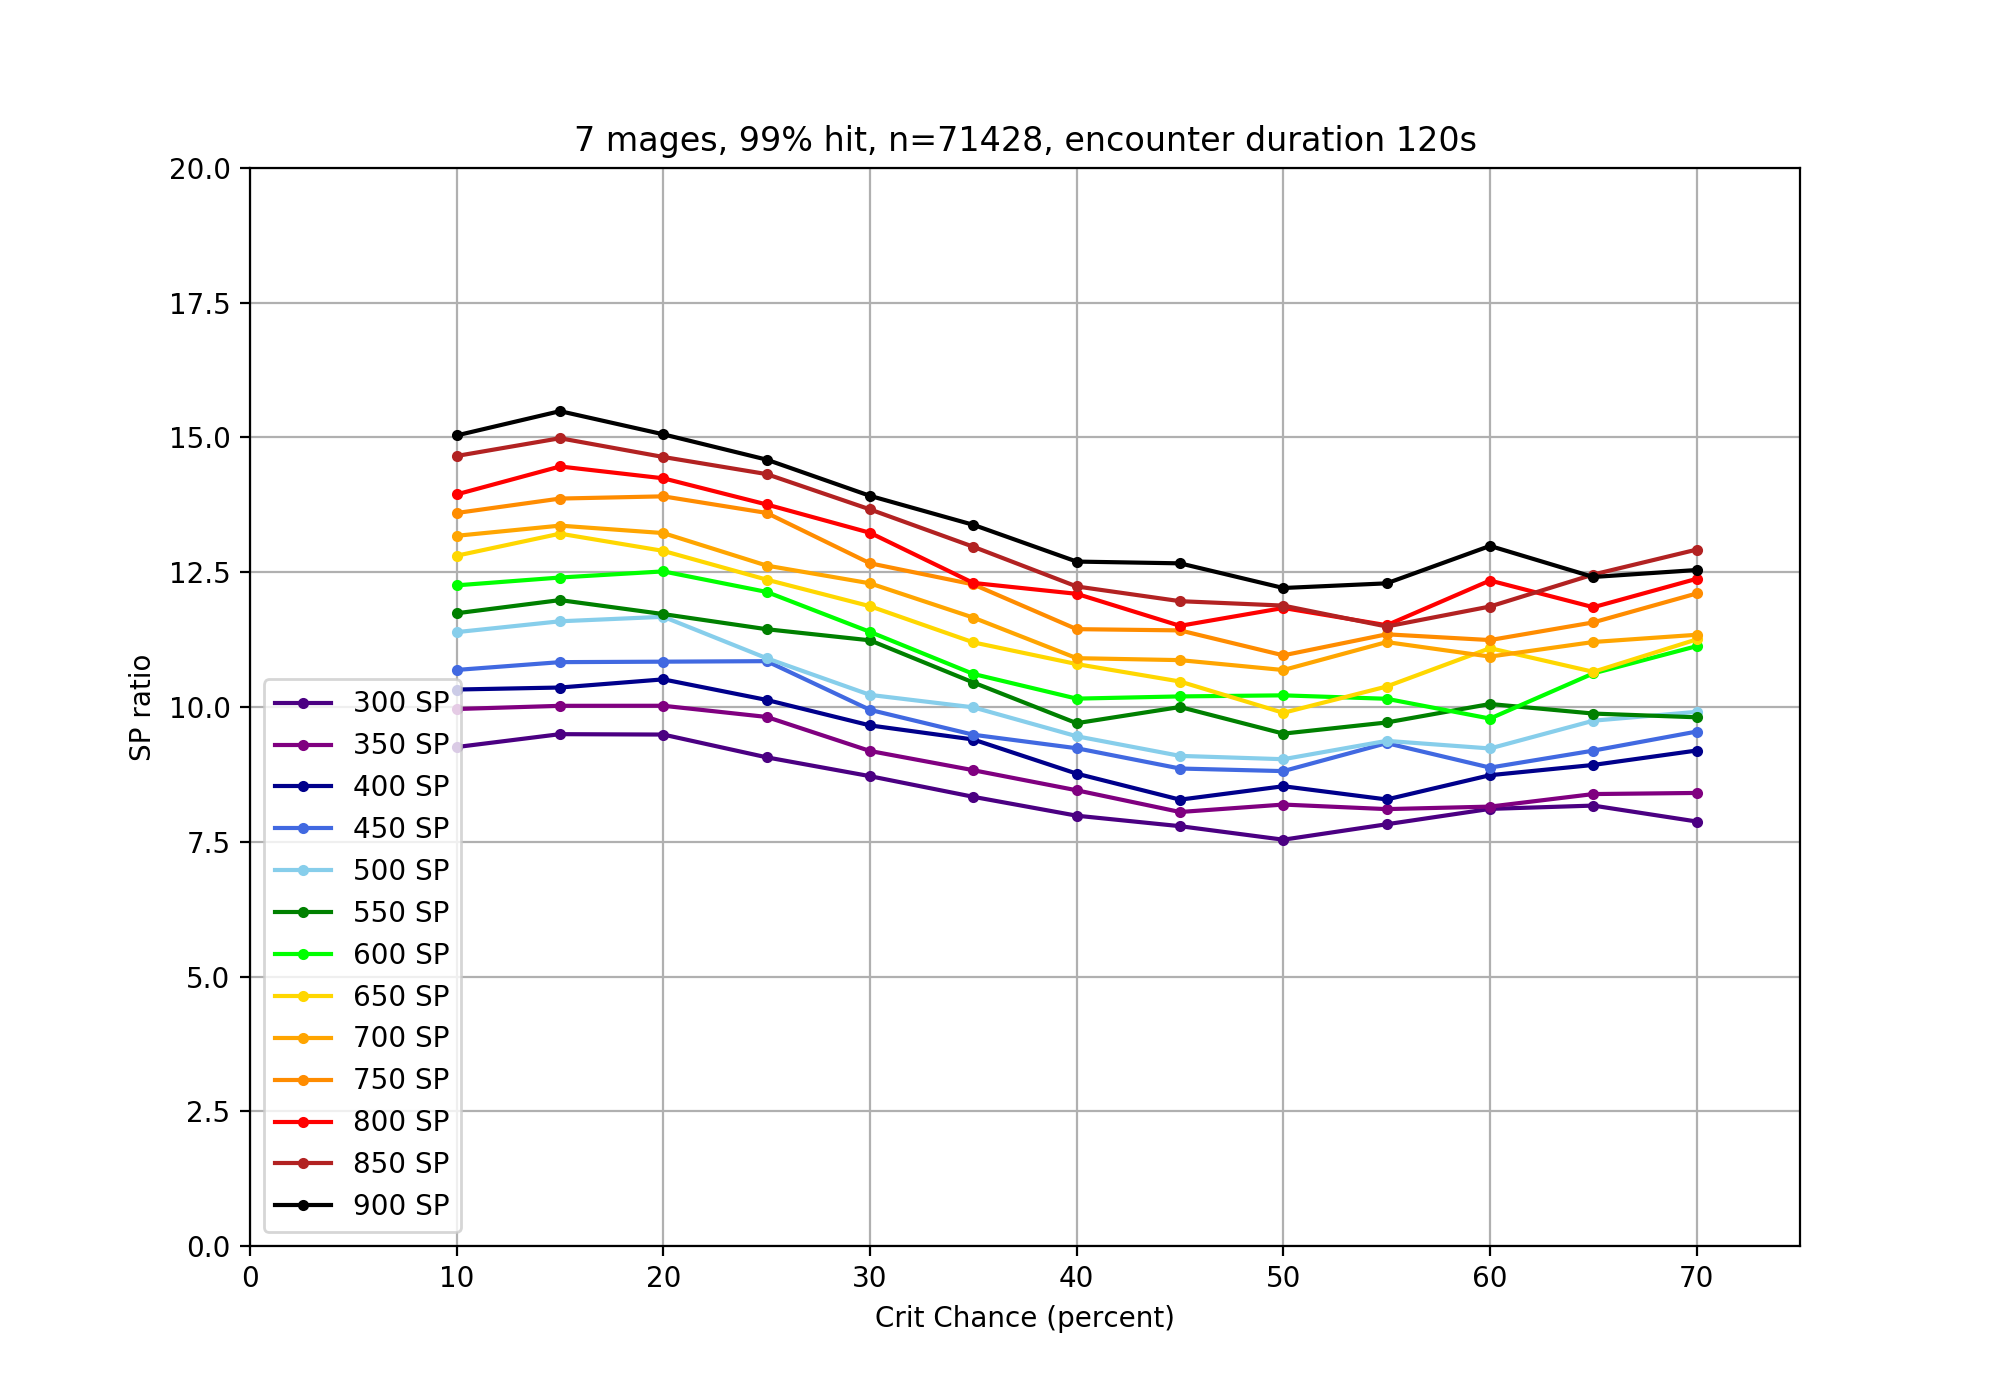 7 mages, 99% hit, n=71428, encounter duration 120s
20.0
17.5
15.0
12.5
10.0
7.5
5.0
2.5
0.0
SP ratio
300 SP
350 SP
400 SP
450 SP
500 SP
550 SP
600 SP
650 SP
700 SP
750 SP
800 SP
850 SP
900 SP
0 10 20 30 40 50 60 70
Crit Chance (percent)